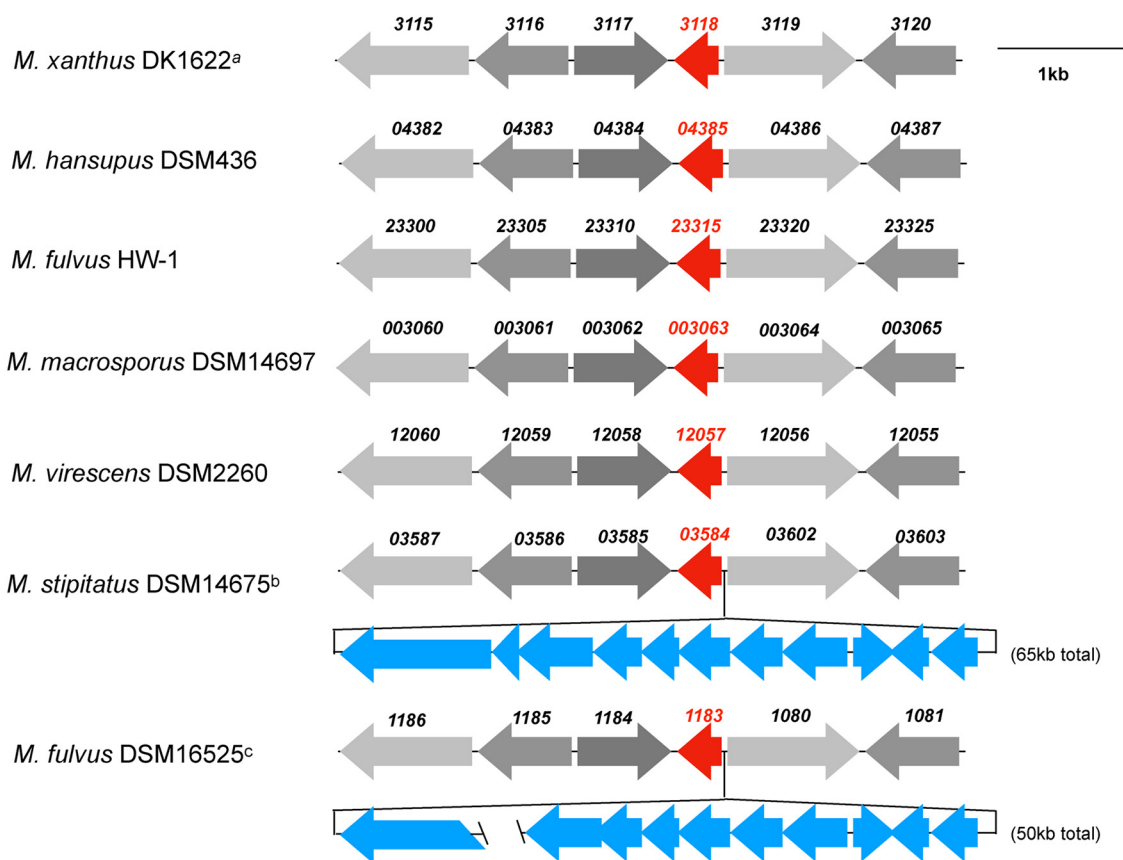 3115 3116 3117 3118 3119 3120
M. xanthus DK1622a
1kb
04382 04383 04384 04385 04386 04387
M. hansupus DSM436
23300 23305 23310 23315 23320 23325
M. fulvus HW-1
003060 003061 003062 003063 003064 003065
M. macrosporus DSM14697
12060 12059 12058 12057 12056 12055
M. virescens DSM2260
03587 03586 03585 03584 03602 03603
M. stipitatus DSM14675b
(65kb total)
1186 1185 1184 1183 1080 1081
M. fulvus DSM16525c
(50kb total)